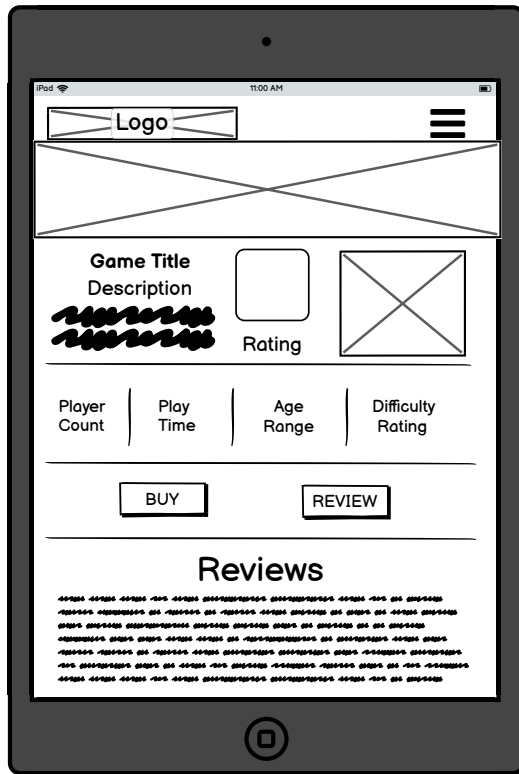 iPod
11:00 AM
Logo
Game Title
Description
Rating
Player
Count
Play
Time
Age
Range
Difficulty
Rating
BUY
REVIEW
Reviews